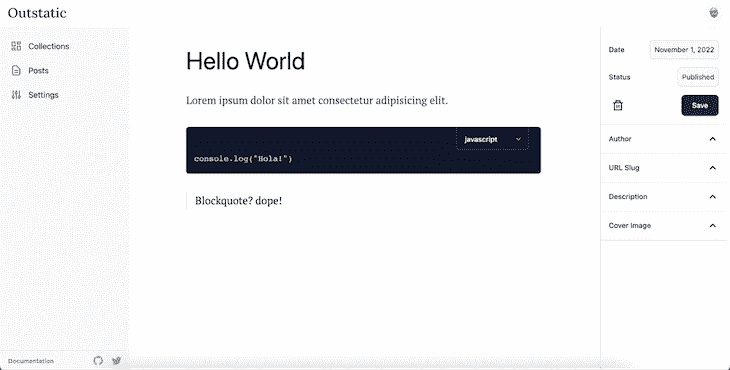 Outstatic
Collections
Posts
Settings
Documentation
Hello World
Lorem ipsum dolor sit amet consectetur adipisicing elit.
javascript
console.log("Hola!")
Blockquote? dope!
Date
November 1, 2022
Status
Published
Save
Author
URL Slug
Description
Cover Image